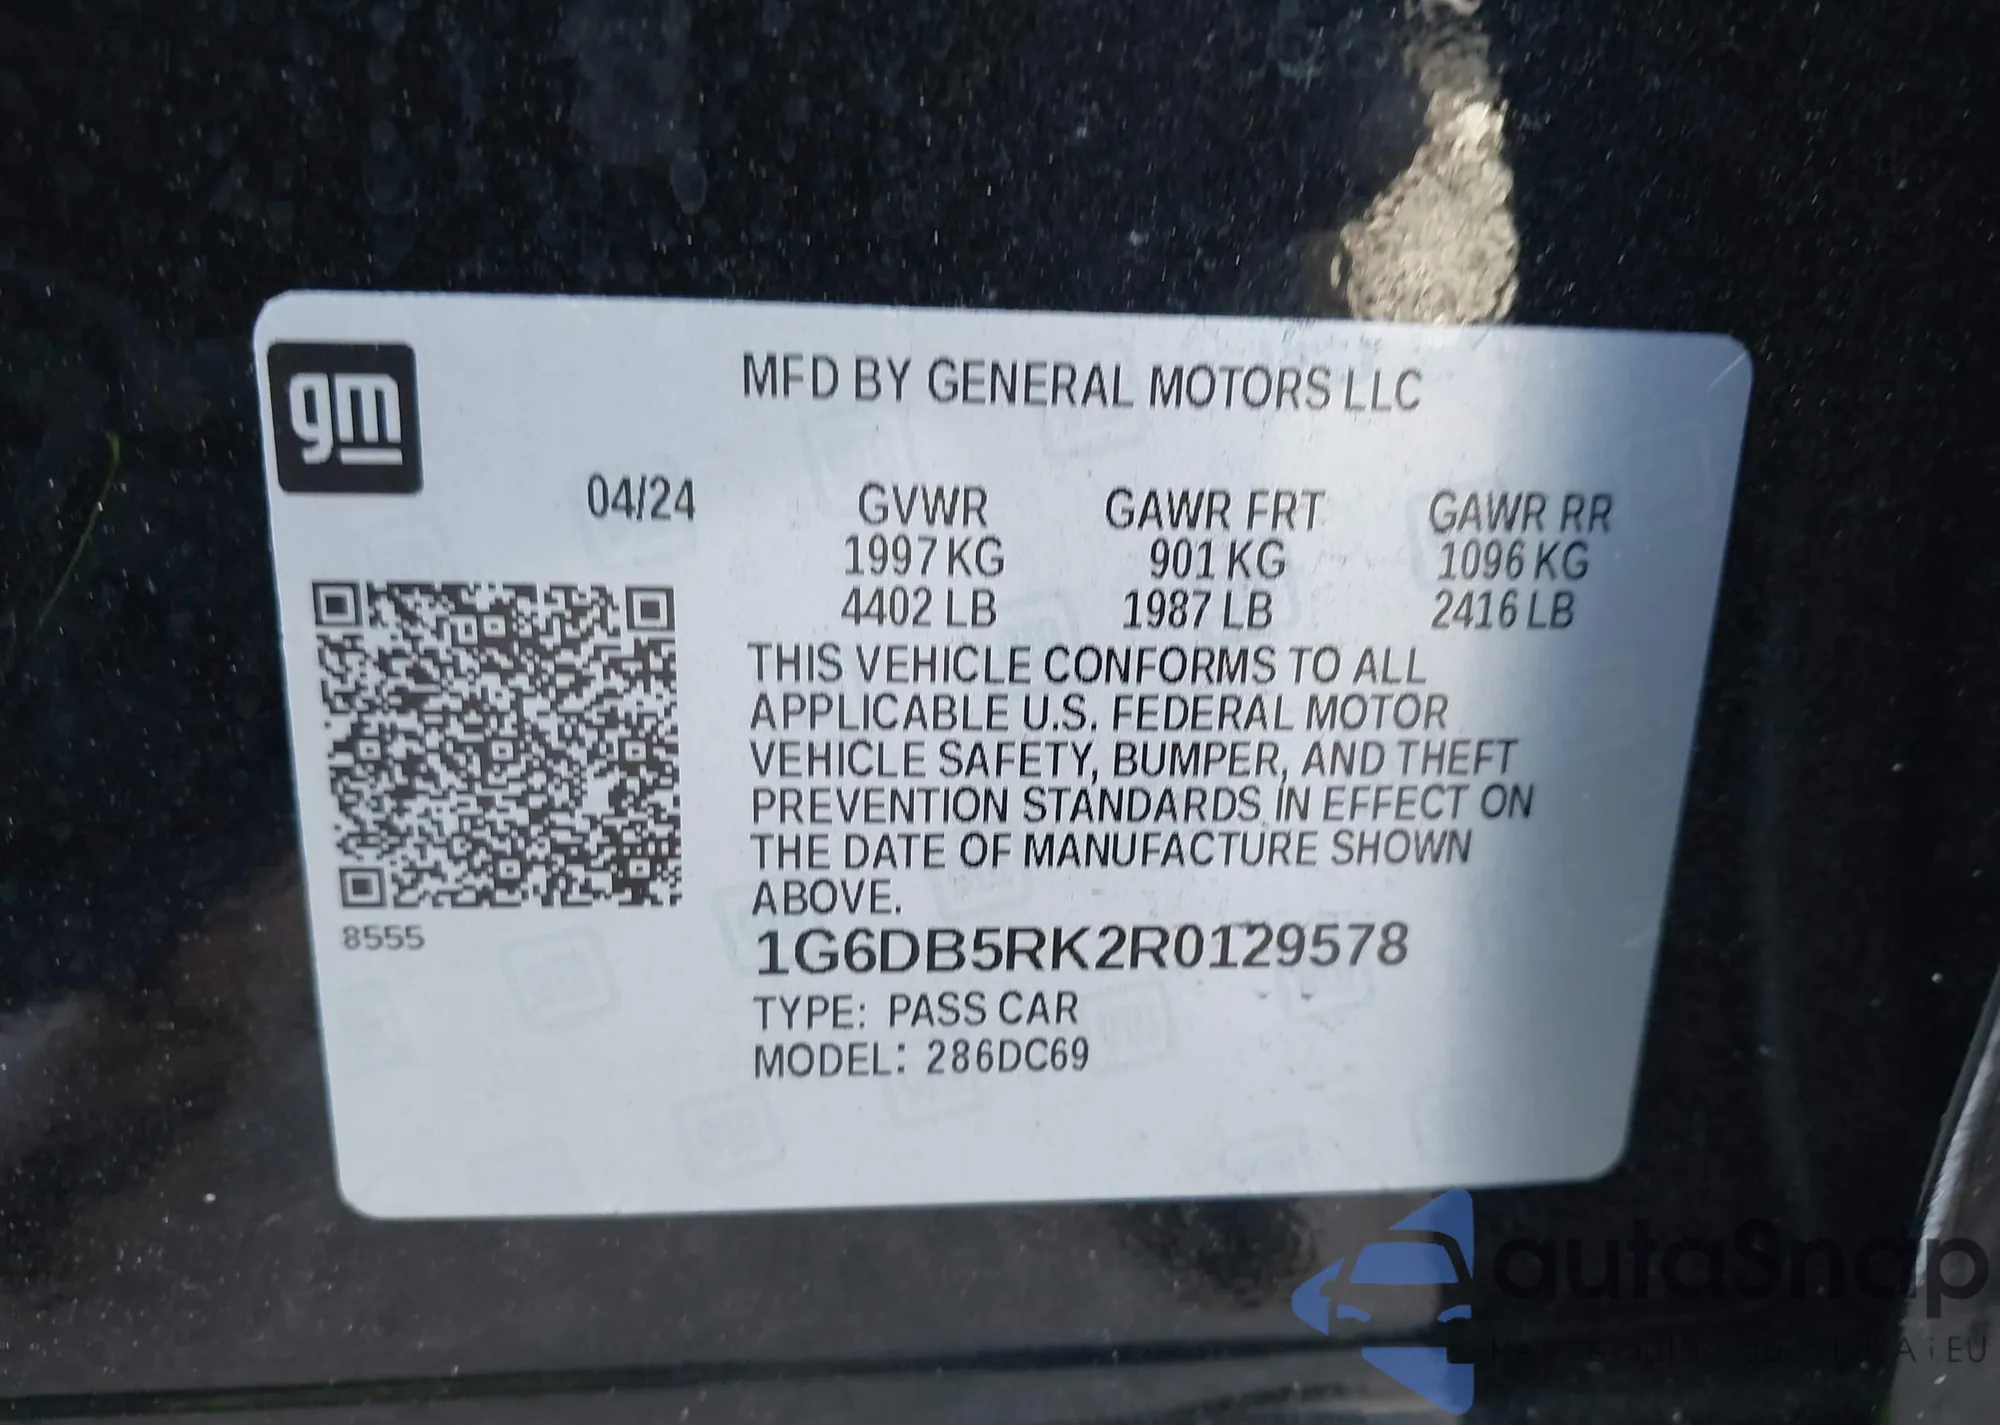 gm
MFD BY GENERAL MOTORS LLC
04/24 GVWR GAWR FRT GAWR RR
1997 KG 901 KG 1096 KG
4402 LB 1987 LB 2416 LB
THIS VEHICLE CONFORMS TO ALL
APPLICABLE U.S. FEDERAL MOTOR
VEHICLE SAFETY, BUMPER, AND THEFT
PREVENTION STANDARDS IN EFFECT ON
THE DATE OF MANUFACTURE SHOWN
ABOVE.
8555
1G6DB5RK2R0129578
TYPE: PASS CAR
MODEL: 286DC69
autaSnap
i EU